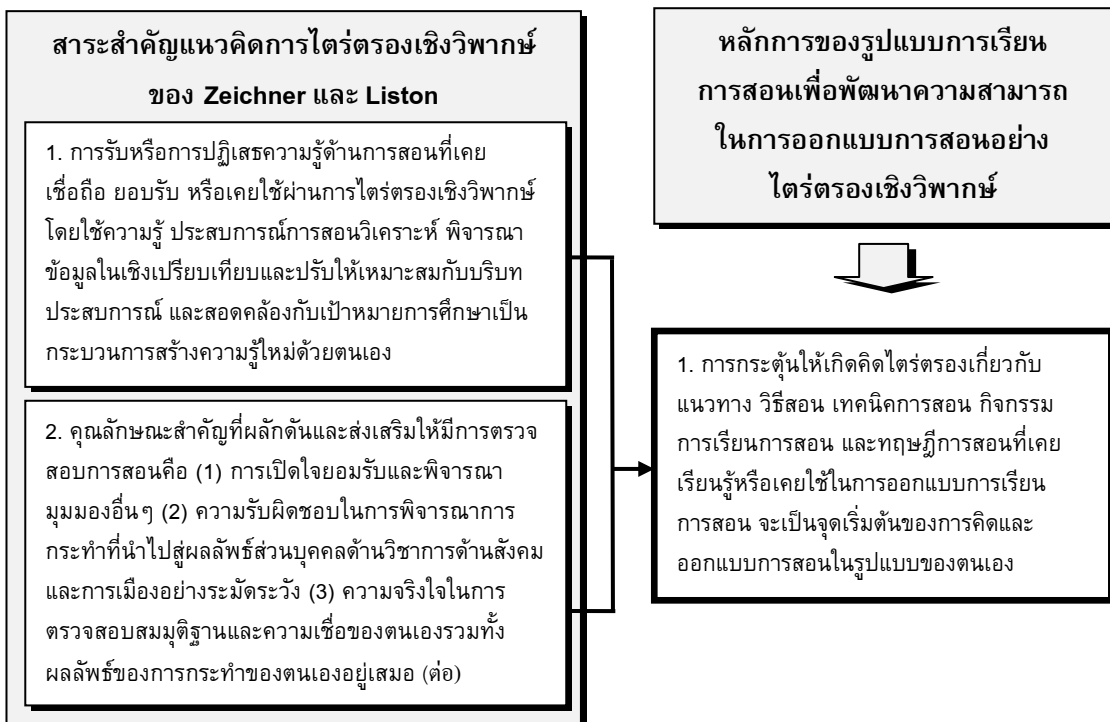 สาระสำคัญแนวคิดการไตร่ตรองเชิงวิพากษ์
ของ Zeichner และ Liston
1. การรับหรือการปฏิเสธความรู้ด้านการสอนที่เคย
เชื่อถือ ยอบรับ หรือเคยใช้ผ่านการไตร่ตรองเชิงวิพากษ์
โดยใช้ความรู้ ประสบการณ์การสอนวิเคราะห์ พิจารณา
ข้อมูลในเชิงเปรียบเทียบและปรับให้เหมาะสมกับบริบท
ประสบการณ์ และสอดคล้องกับเป้าหมายการศึกษาเป็น
กระบวนการสร้างความรู้ใหม่ด้วยตนเอง
2. คุณลักษณะสำคัญที่ผลักดันและส่งเสริมให้มีการตรวจ
สอบการสอนคือ (1) การเปิดใจยอมรับและพิจารณา
มุมมองอื่นๆ (2) ความรับผิดชอบในการพิจารณาการ
กระทำที่นำไปสู่ผลลัพธ์ส่วนบุคคลด้านวิชาการด้านสังคม
และการเมืองอย่างระมัดระวัง (3) ความจริงใจในการ
ตรวจสอบสมมุติฐานและความเชื่อของตนเองรวมทั้ง
ผลลัพธ์ของการกระทำของตนเองอยู่เสมอ (ต่อ)
หลักการของรูปแบบการเรียน
การสอนเพื่อพัฒนาความสามารถ
ในการออกแบบการสอนอย่าง
ไตร่ตรองเชิงวิพากษ์
1. การกระตุ้นให้เกิดคิดไตร่ตรองเกี่ยวกับ
แนวทาง วิธีสอน เทคนิคการสอน กิจกรรม
การเรียนการสอน และทฤษฎีการสอนที่เคย
เรียนรู้หรือเคยใช้ในการออกแบบการเรียน
การสอน จะเป็นจุดเริ่มต้นของการคิดและ
ออกแบบการสอนในรูปแบบของตนเอง